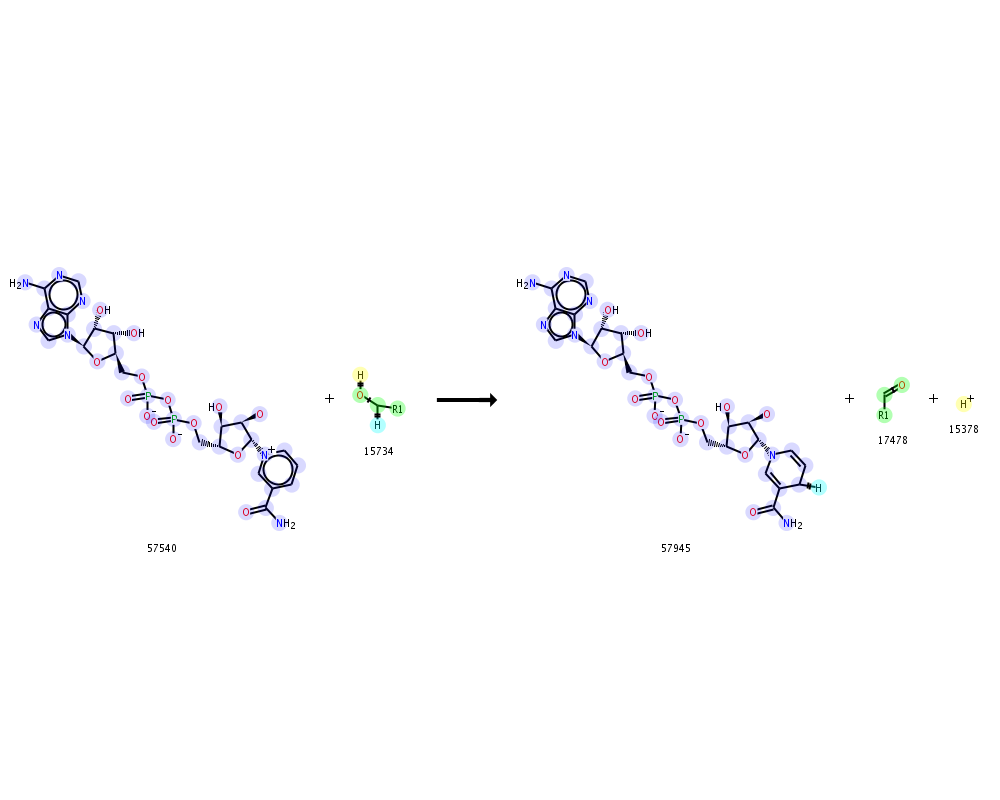 H₂N N N N N OH OH O O P O⁻ O O P O O⁻ O HO O O N⁺ O NH₂
57540
+
H O R1 H
15734
H₂N N N N N OH OH O O P O⁻ O O P O O⁻ O HO O O N H O NH₂
57945
+
O R1
17478
+
H⁺
15378